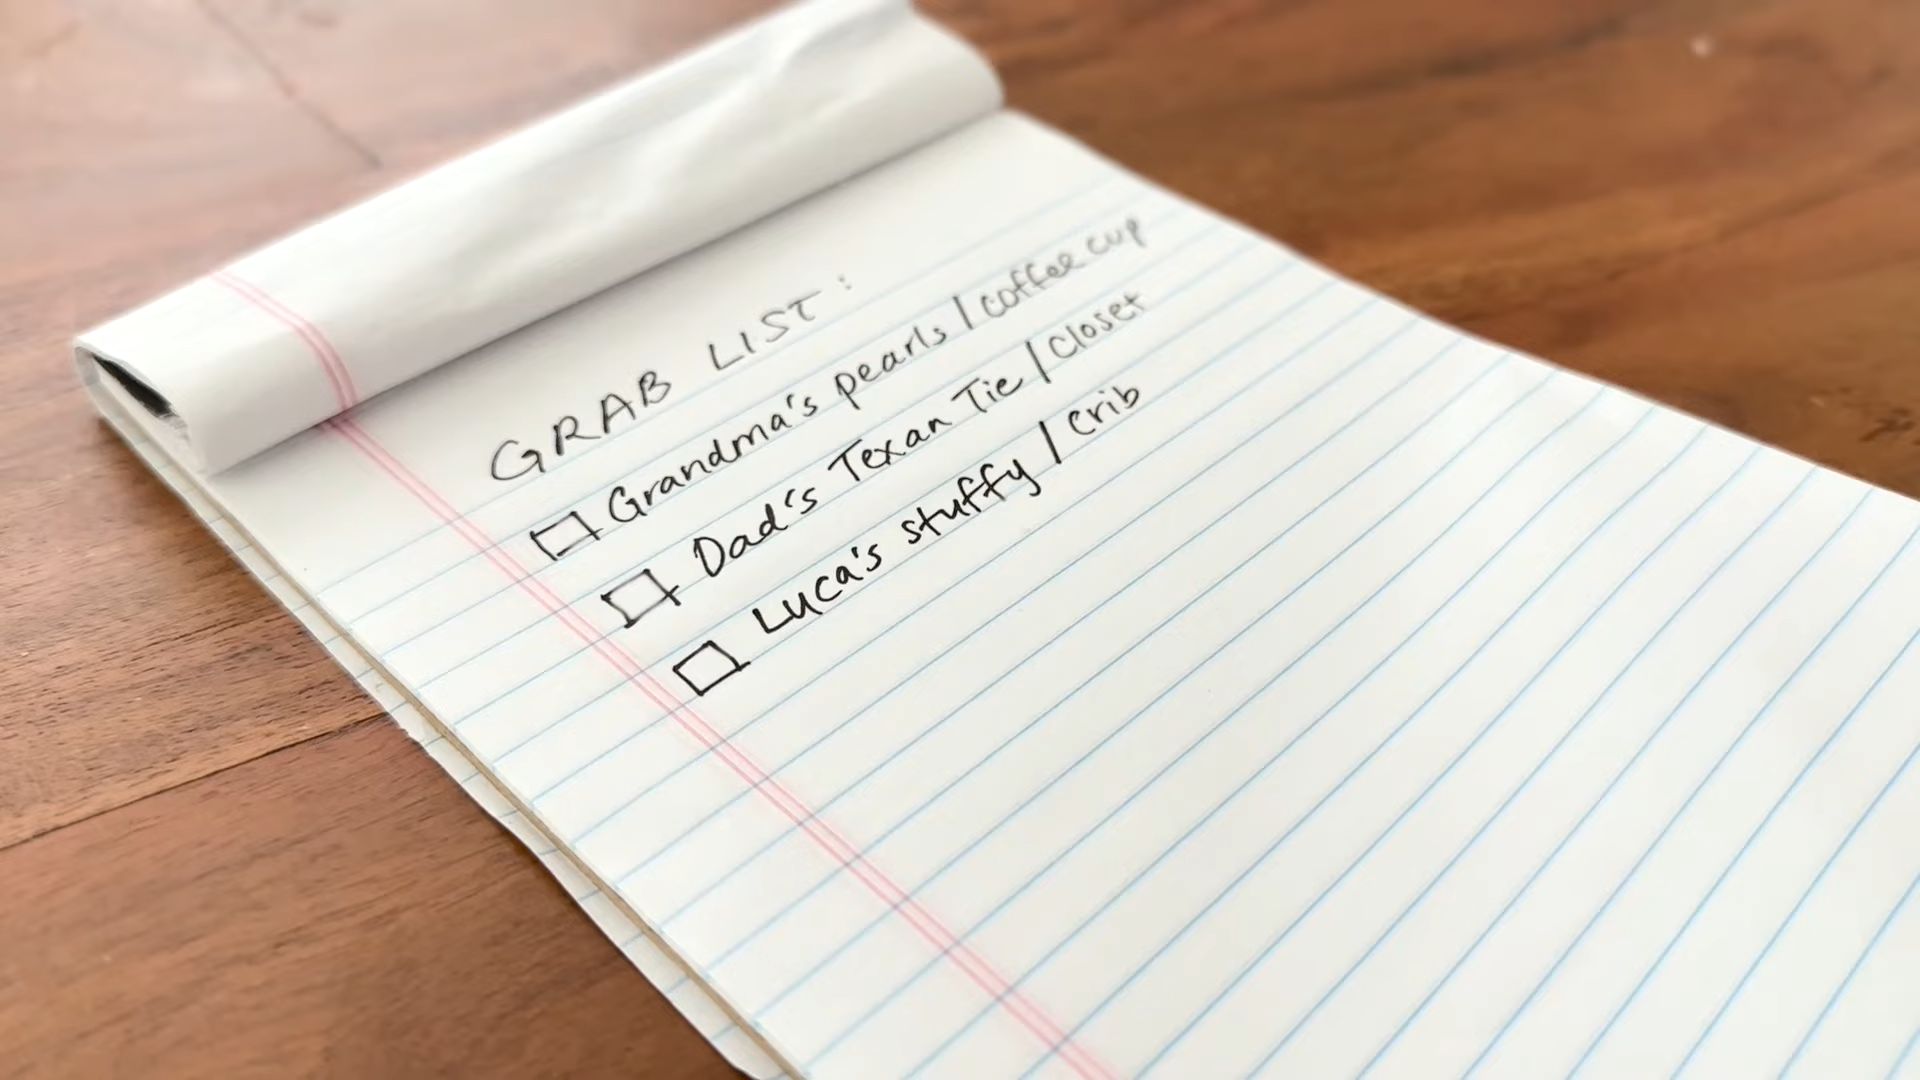 GRAB LIST:
Grandma's pearls / coffee cup
Dad's Texan Tie / closet
Luca's stuffy / crib